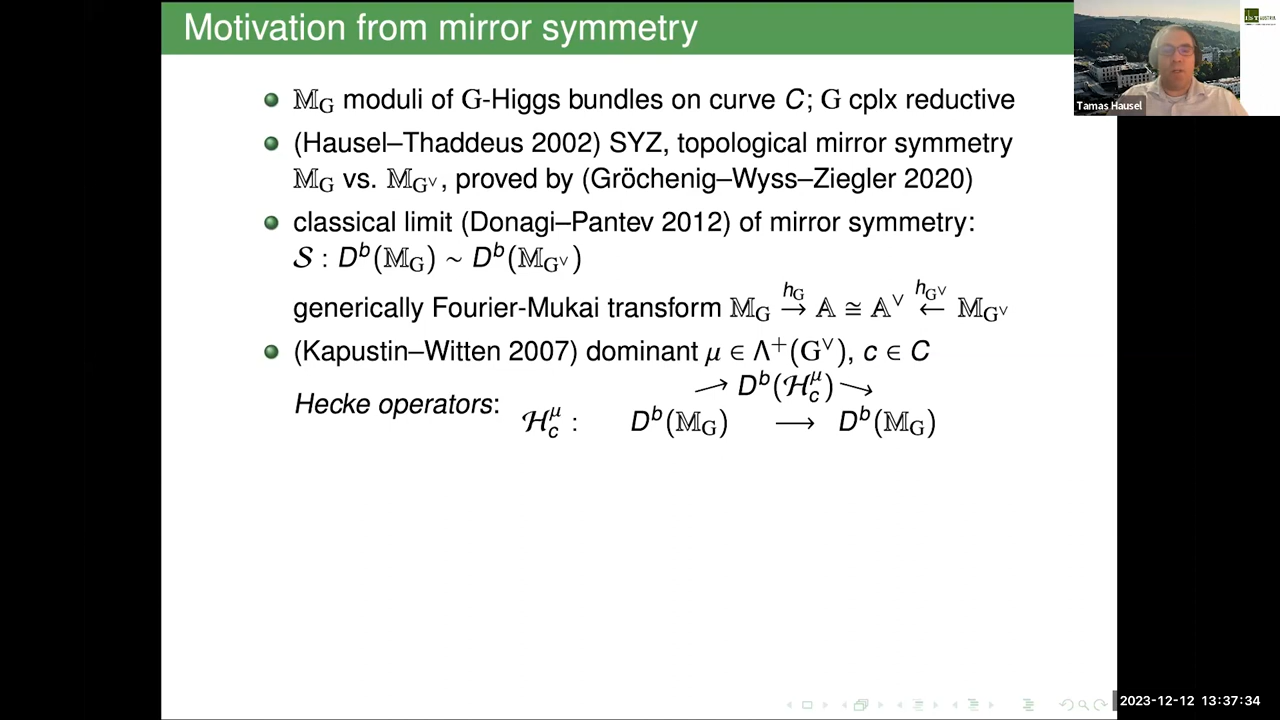 Motivation from mirror symmetry
𝕄_G moduli of G-Higgs bundles on curve C; G cplx reductive
(Hausel–Thaddeus 2002) SYZ, topological mirror symmetry
𝕄_G vs. 𝕄_{G^∨}, proved by (Gröchenig–Wyss–Ziegler 2020)
classical limit (Donagi–Pantev 2012) of mirror symmetry:
𝒮 : D^b(𝕄_G) ∼ D^b(𝕄_{G^∨})
generically Fourier-Mukai transform 𝕄_G →^{h_G} 𝔸 ≅ 𝔸^∨ ←^{h_{G^∨}} 𝕄_{G^∨}
(Kapustin–Witten 2007) dominant μ ∈ Λ^+(G^∨), c ∈ C
↗ D^b(ℋ_c^μ) ↘
Hecke operators: ℋ_c^μ : D^b(𝕄_G) ⟶ D^b(𝕄_G)
Tamas Hausel
2023-12-12 13:37:34